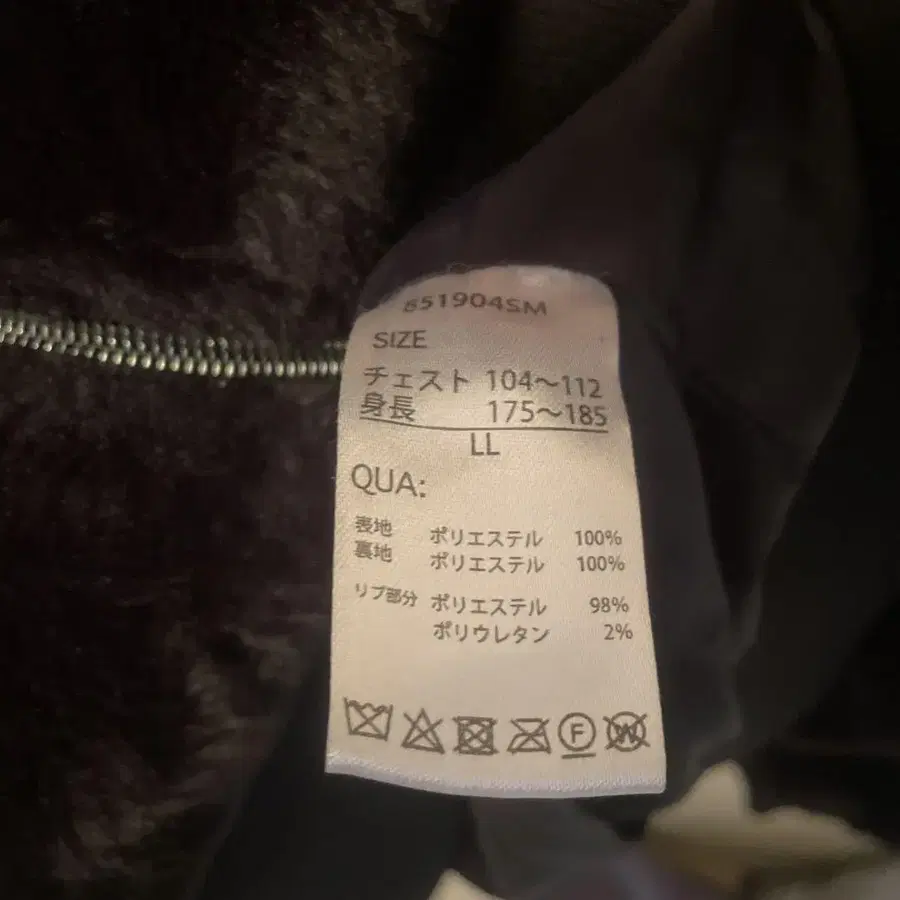 851904SM
SIZE
チェスト 104〜112
身長 175〜185
LL
QUA:
表地 ポリエステル 100%
裏地 ポリエステル 100%
リブ部分 ポリエステル 98%
ポリウレタン 2%
F W